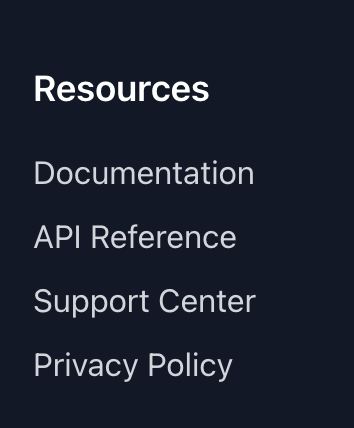 Resources
Documentation
API Reference
Support Center
Privacy Policy